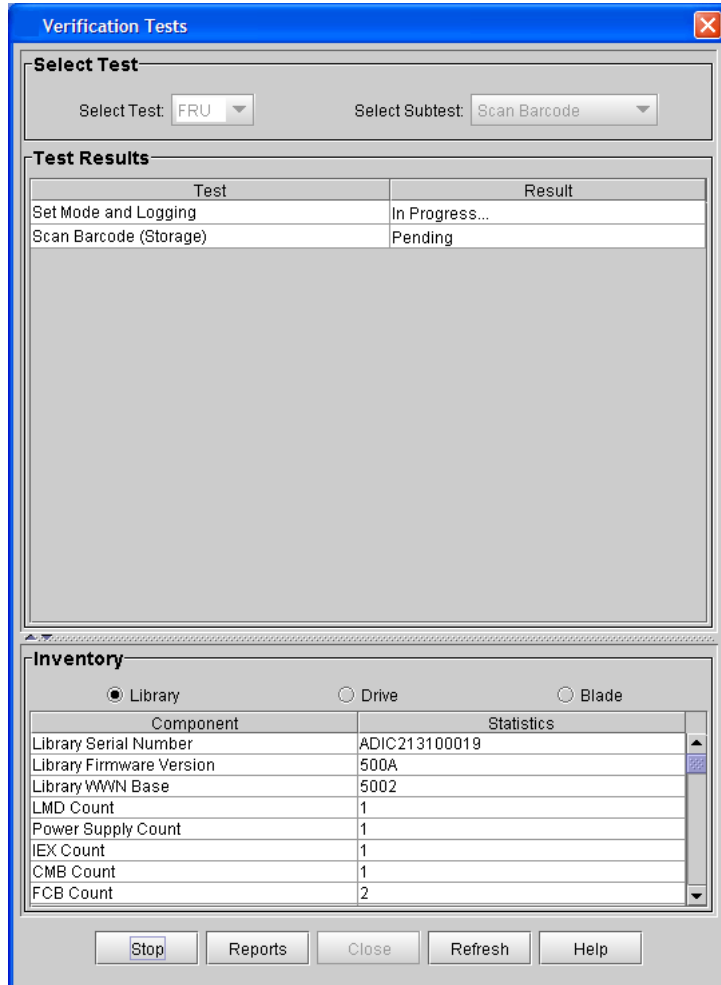 Verification Tests
Select Test
Select Test: FRU Select Subtest: Scan Barcode
Test Results
Test Result
Set Mode and Logging In Progress...
Scan Barcode (Storage) Pending
Inventory
Library Drive Blade
Component Statistics
Library Serial Number ADIC213100019
Library Firmware Version 500A
Library WWN Base 5002
LMD Count 1
Power Supply Count 1
IEX Count 1
CMB Count 1
FCB Count 2
Stop Reports Close Refresh Help